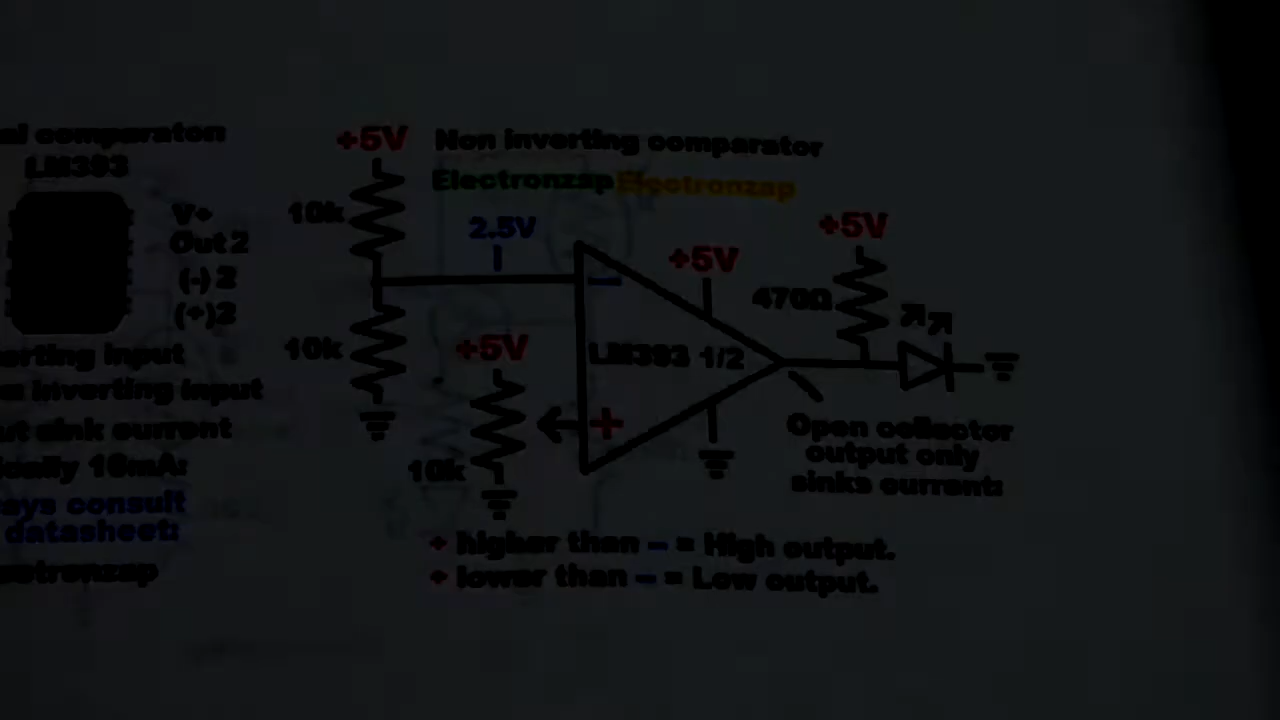 al comparator:
LM393
V+
Out 2
(-) 2
(+) 2
erting input
n inverting input
ut sink current
ically 16mA:
ays consult
datasheet:
ectronzap
+5V
10k
10k
Non inverting comparator
Electronzap Electronzap
2.5V
+5V
10k
−
+
LM393 1/2
+5V
+5V
470Ω
Open collector
output only
sinks current:
+ higher than − = High output.
+ lower than − = Low output.